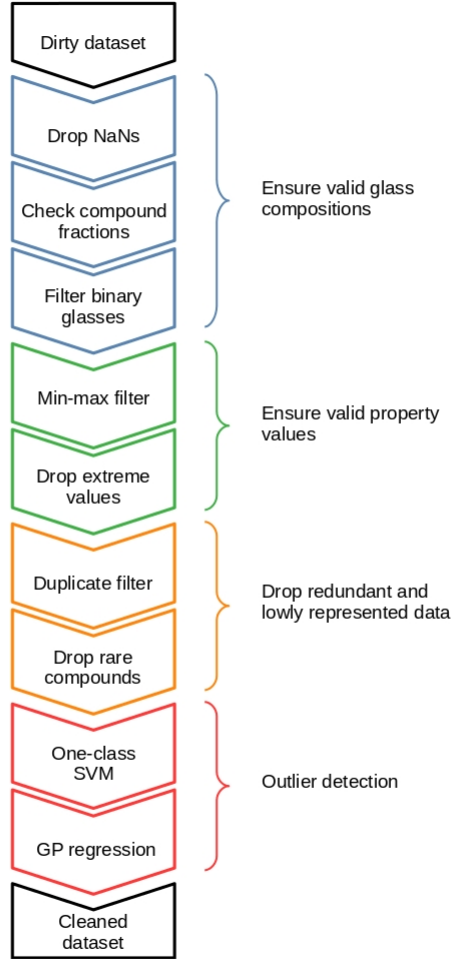 Dirty dataset
Drop NaNs
Check compound
fractions
Filter binary
glasses
Ensure valid glass
compositions
Min-max filter
Drop extreme
values
Ensure valid property
values
Duplicate filter
Drop rare
compounds
Drop redundant and
lowly represented data
One-class
SVM
GP regression
Outlier detection
Cleaned
dataset